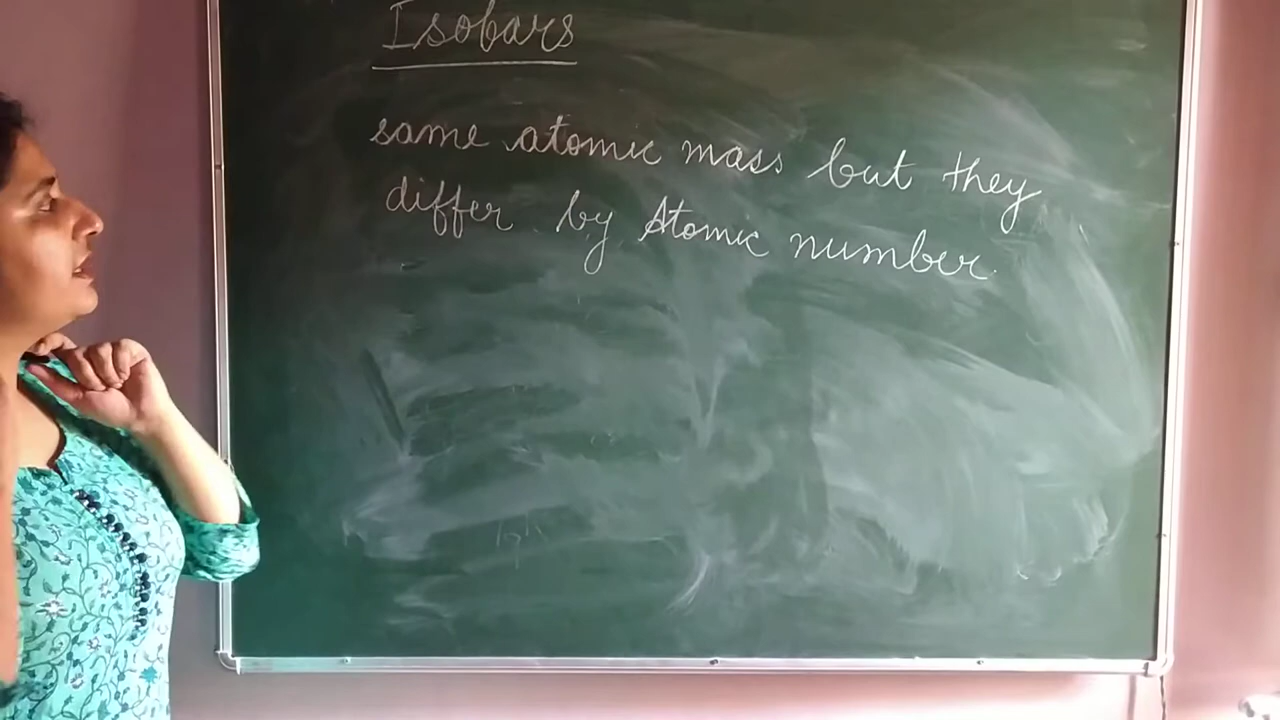 Isobars
same atomic mass but they
differ by Atomic number.